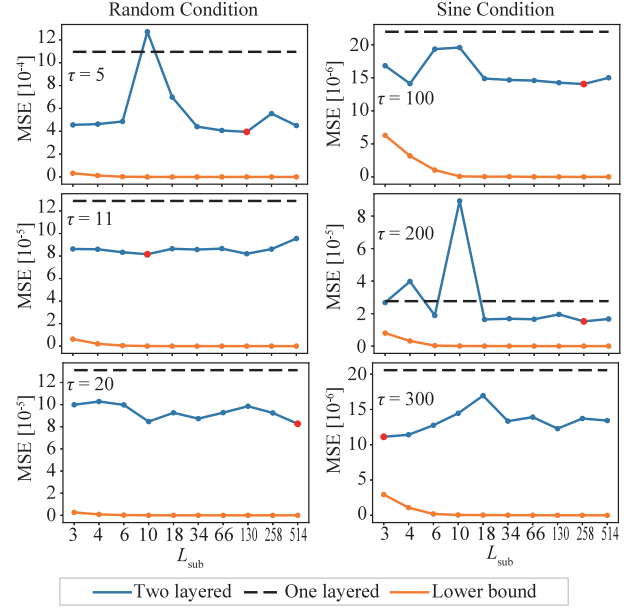 Random Condition
Sine Condition
MSE [10⁻⁴]
12
10
8
6
4
2
0
τ = 5
MSE [10⁻⁶]
20
15
10
5
0
τ = 100
MSE [10⁻⁵]
12
10
8
6
4
2
0
τ = 11
MSE [10⁻⁵]
8
6
4
2
0
τ = 200
MSE [10⁻⁵]
12
10
8
6
4
2
0
τ = 20
MSE [10⁻⁶]
20
15
10
5
0
τ = 300
3 4 6 10 18 34 66 130 258 514
3 4 6 10 18 34 66 130 258 514
L_sub
L_sub
Two layered One layered Lower bound